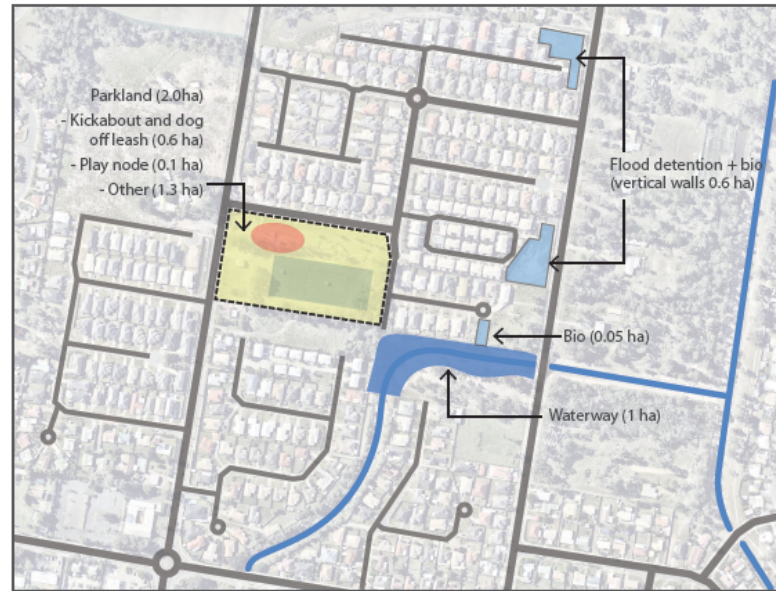 Parkland (2.0ha)
- Kickabout and dog
off leash (0.6 ha)
- Play node (0.1 ha)
- Other (1.3 ha)
Flood detention + bio
(vertical walls 0.6 ha)
Bio (0.05 ha)
Waterway (1 ha)